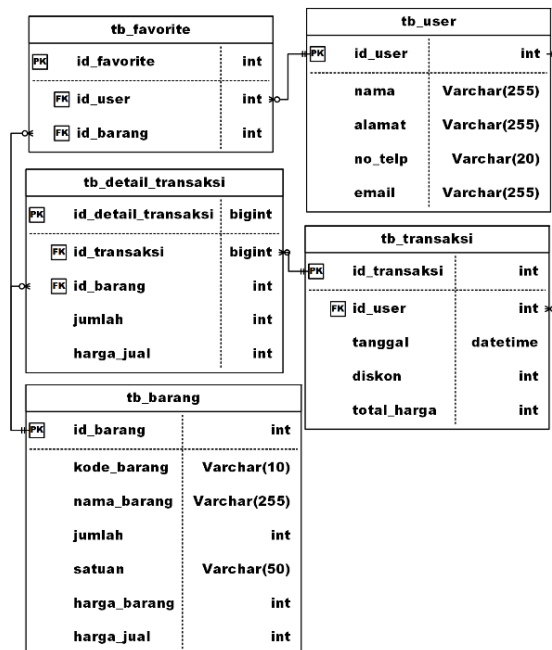 tb_favorite
PK id_favorite int
FK id_user int
FK id_barang int
tb_detail_transaksi
PK id_detail_transaksi bigint
FK id_transaksi bigint
FK id_barang int
jumlah int
harga_jual int
tb_barang
PK id_barang int
kode_barang Varchar(10)
nama_barang Varchar(255)
jumlah int
satuan Varchar(50)
harga_barang int
harga_jual int
tb_user
PK id_user int
nama Varchar(255)
alamat Varchar(255)
no_telp Varchar(20)
email Varchar(255)
tb_transaksi
PK id_transaksi int
FK id_user int
tanggal datetime
diskon int
total_harga int